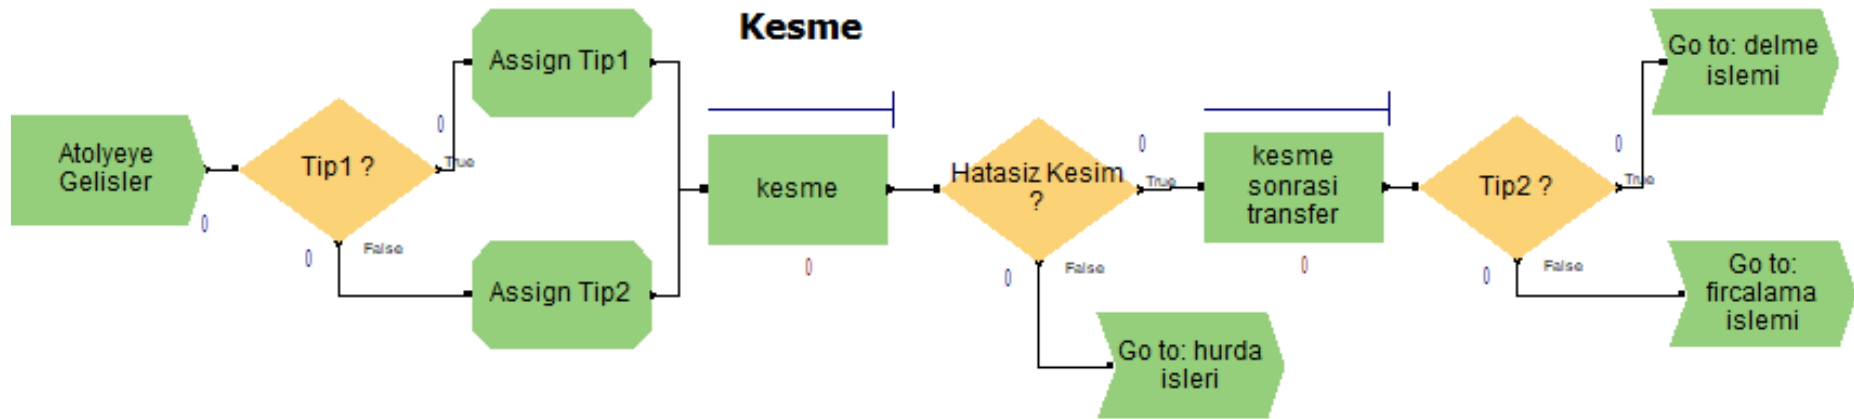 Kesme
Atolyeye
Gelisler
0
Tip1 ?
0
True
0
False
Assign Tip1
Assign Tip2
kesme
0
Hatasiz Kesim
?
0
True
0
False
Go to: hurda
isleri
kesme
sonrasi
transfer
0
Tip2 ?
0
True
0
False
Go to: delme
islemi
Go to:
fircalama
islemi